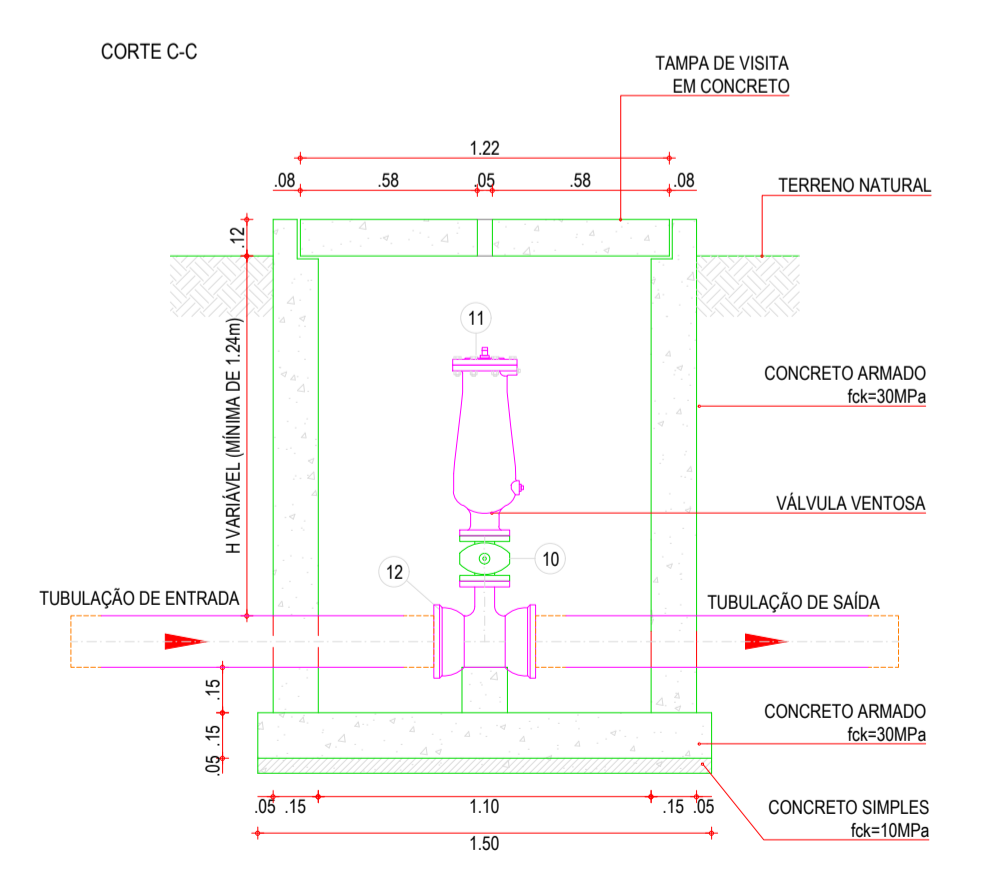 CORTE C-C
TAMPA DE VISITA
EM CONCRETO
1.22
.08
.58
.05
.58
.08
TERRENO NATURAL
.12
11
H VARIÁVEL (MÍNIMA DE 1.24m)
CONCRETO ARMADO
fck=30MPa
VÁLVULA VENTOSA
10
12
TUBULAÇÃO DE ENTRADA
TUBULAÇÃO DE SAÍDA
.15
.15
.05
CONCRETO ARMADO
fck=30MPa
.05
.15
1.10
.15
.05
CONCRETO SIMPLES
fck=10MPa
1.50